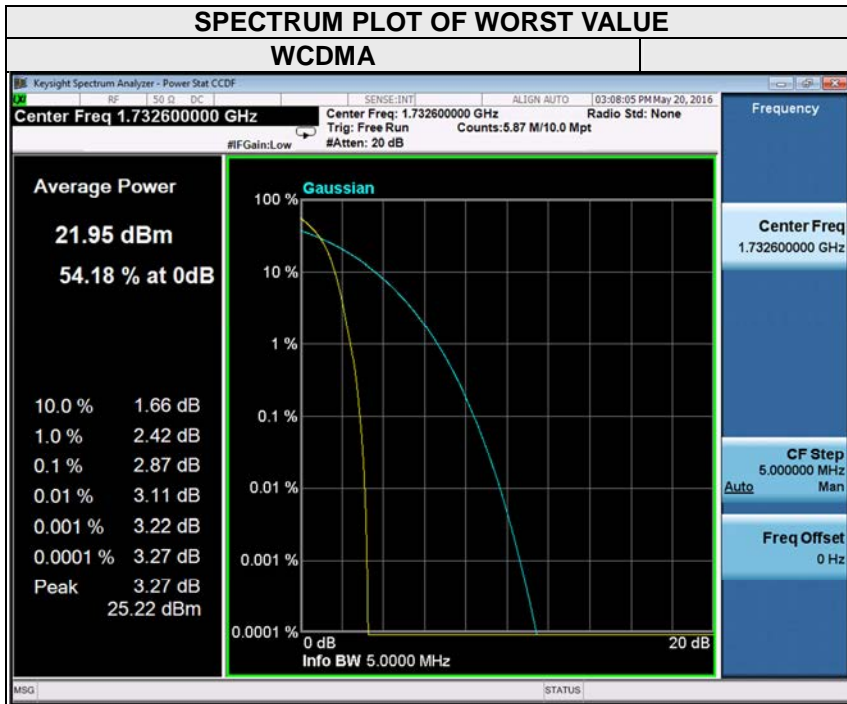 SPECTRUM PLOT OF WORST VALUE
WCDMA
Keysight Spectrum Analyzer - Power Stat CCDF
LXI RF 50 Ω DC SENSE:INT ALIGN AUTO 03:08:05 PM May 20, 2016
Center Freq 1.732600000 GHz
#IFGain:Low
Center Freq: 1.732600000 GHz
Radio Std: None
Trig: Free Run
Counts:5.87 M/10.0 Mpt
#Atten: 20 dB
Average Power
21.95 dBm
54.18 % at 0dB
10.0 % 1.66 dB
1.0 % 2.42 dB
0.1 % 2.87 dB
0.01 % 3.11 dB
0.001 % 3.22 dB
0.0001 % 3.27 dB
Peak 3.27 dB
25.22 dBm
Gaussian
100 %
10 %
1 %
0.1 %
0.01 %
0.001 %
0.0001 %
0 dB
20 dB
Info BW 5.0000 MHz
Frequency
Center Freq
1.732600000 GHz
CF Step
5.000000 MHz
Auto Man
Freq Offset
0 Hz
MSG
STATUS